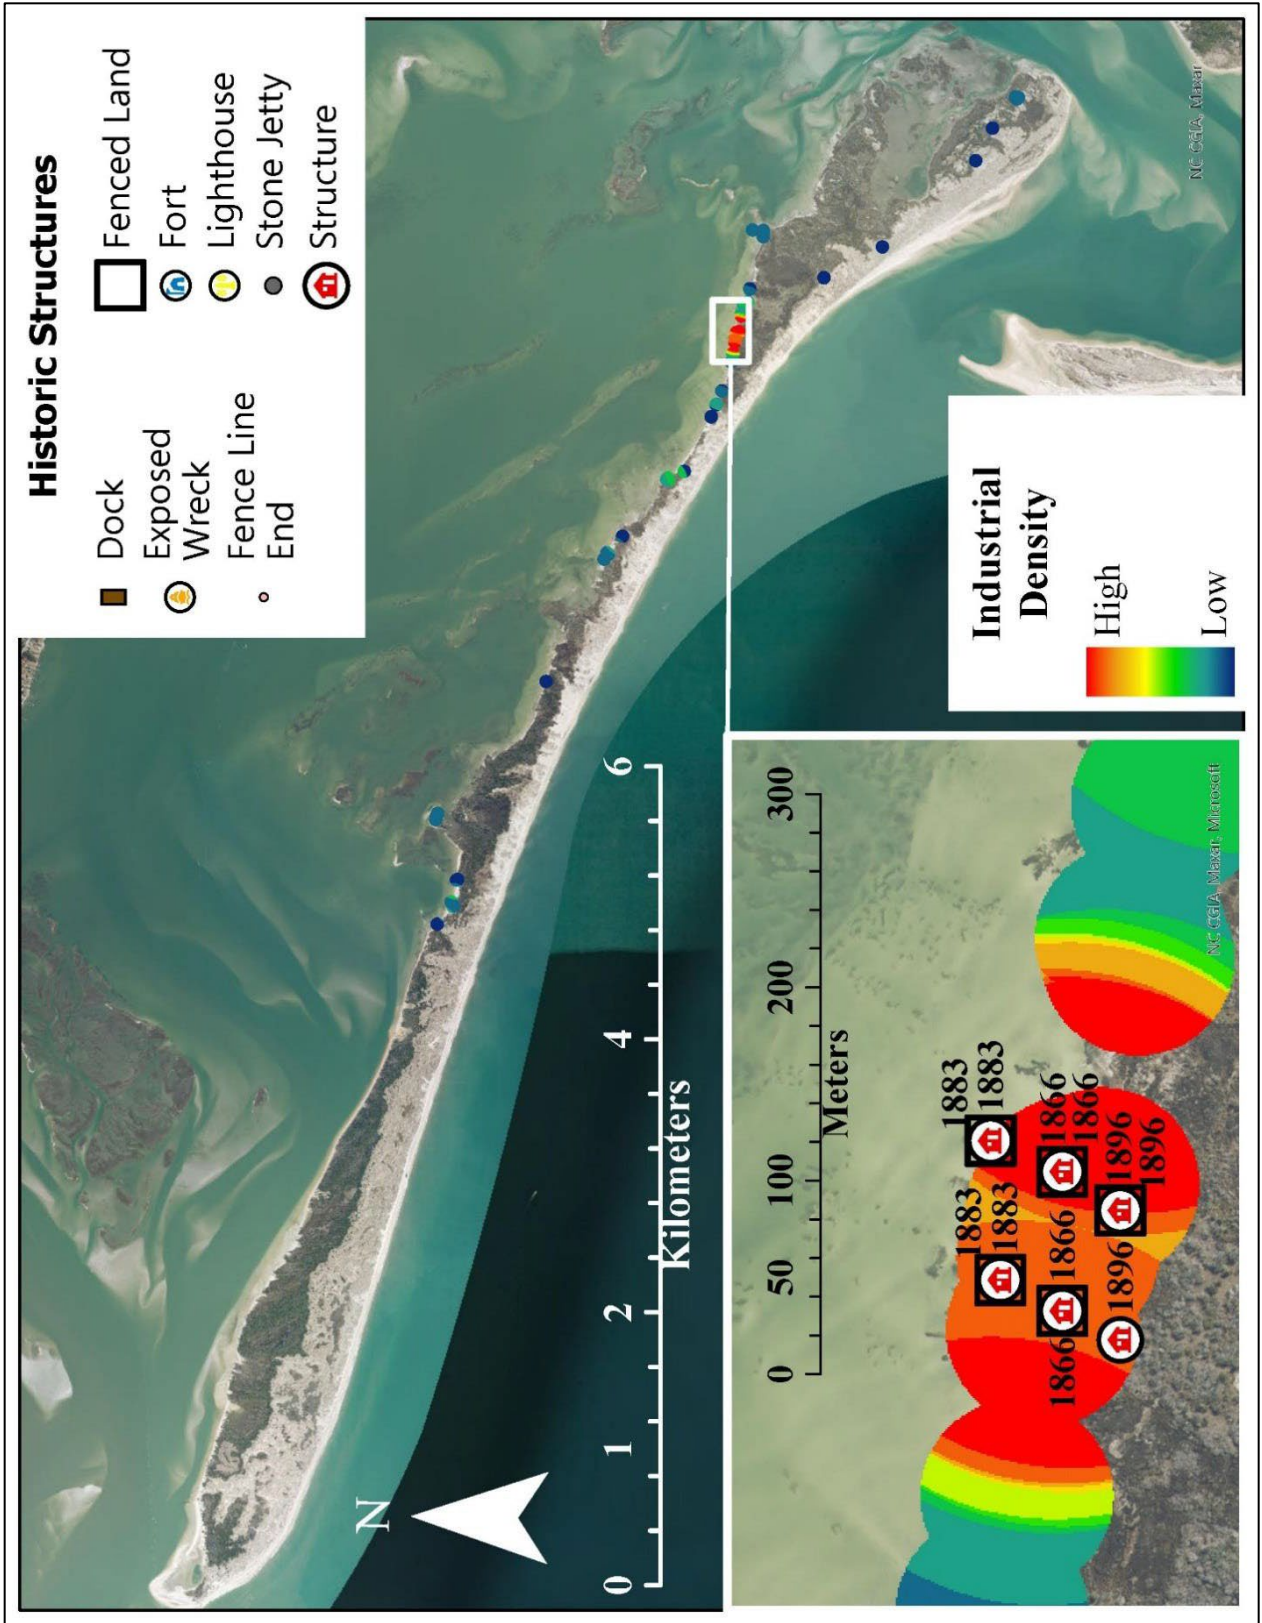 Historic Structures
Dock
Exposed
Wreck
Fence Line
End
Fenced Land
Fort
Lighthouse
Stone Jetty
Structure
NC CGIA, Maxar
N
0 1 2 4 6
Kilometers
Industrial
Density
High
Low
0 50 100 200 300
Meters
1883
1883
1883
1883
1866
1866
1866
1866
1896
1896
1896
NC CGIA, Maxar, Microsoft